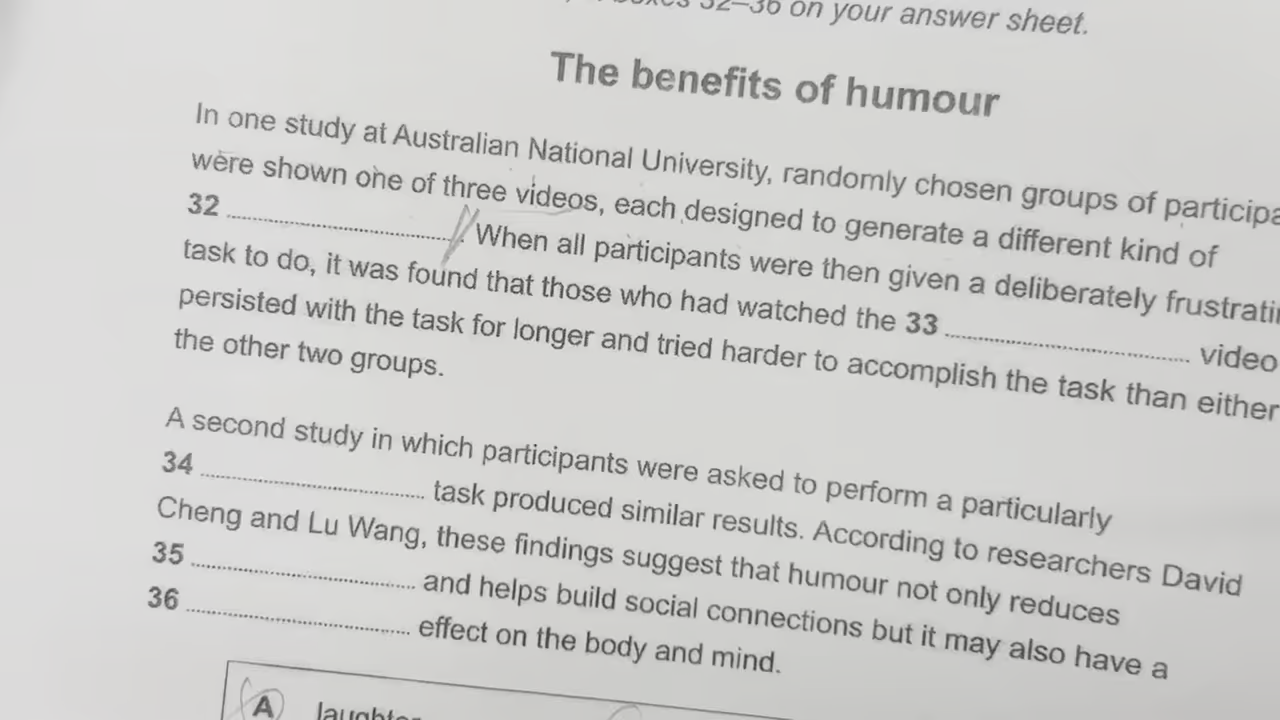 32–36 on your answer sheet.
The benefits of humour
In one study at Australian National University, randomly chosen groups of
were shown one of three videos, each designed to generate a different kind of
32 .................... . When all participants were then given a deliberately
task to do, it was found that those who had watched the 33 .................... video
persisted with the task for longer and tried harder to accomplish the task than either
the other two groups.
A second study in which participants were asked to perform a particularly
34 .................... task produced similar results. According to researchers David
Cheng and Lu Wang, these findings suggest that humour not only reduces
35 .................... and helps build social connections but it may also have a
36 .................... effect on the body and mind.
A